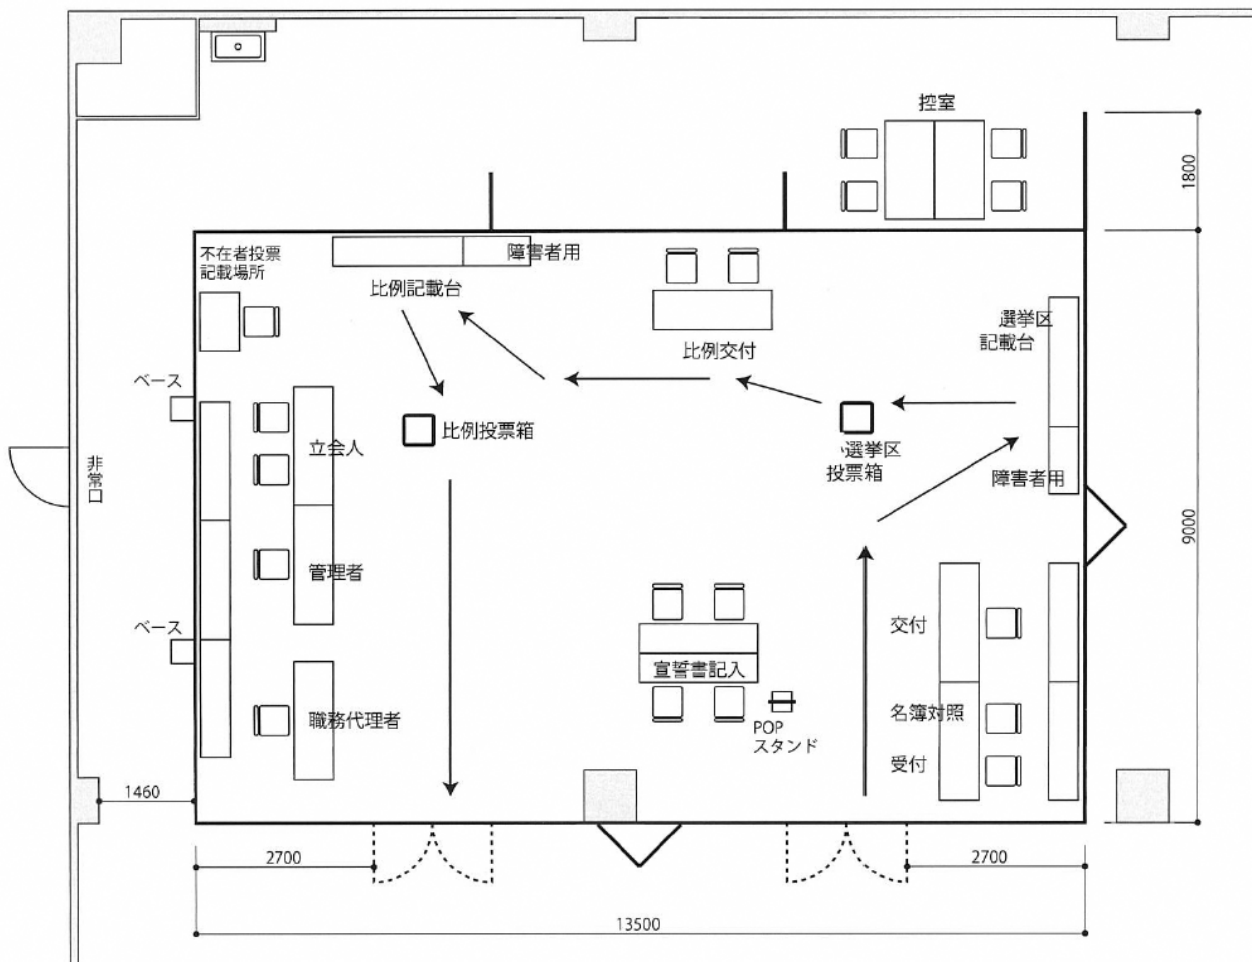 控室
1800
不在者投票
記載場所
障害者用
比例記載台
比例交付
選挙区
記載台
ベース
立会人
比例投票箱
選挙区
投票箱
障害者用
非常口
9000
管理者
交付
ベース
宣誓書記入
職務代理者
POP
スタンド
名簿対照
受付
1460
2700
2700
13500